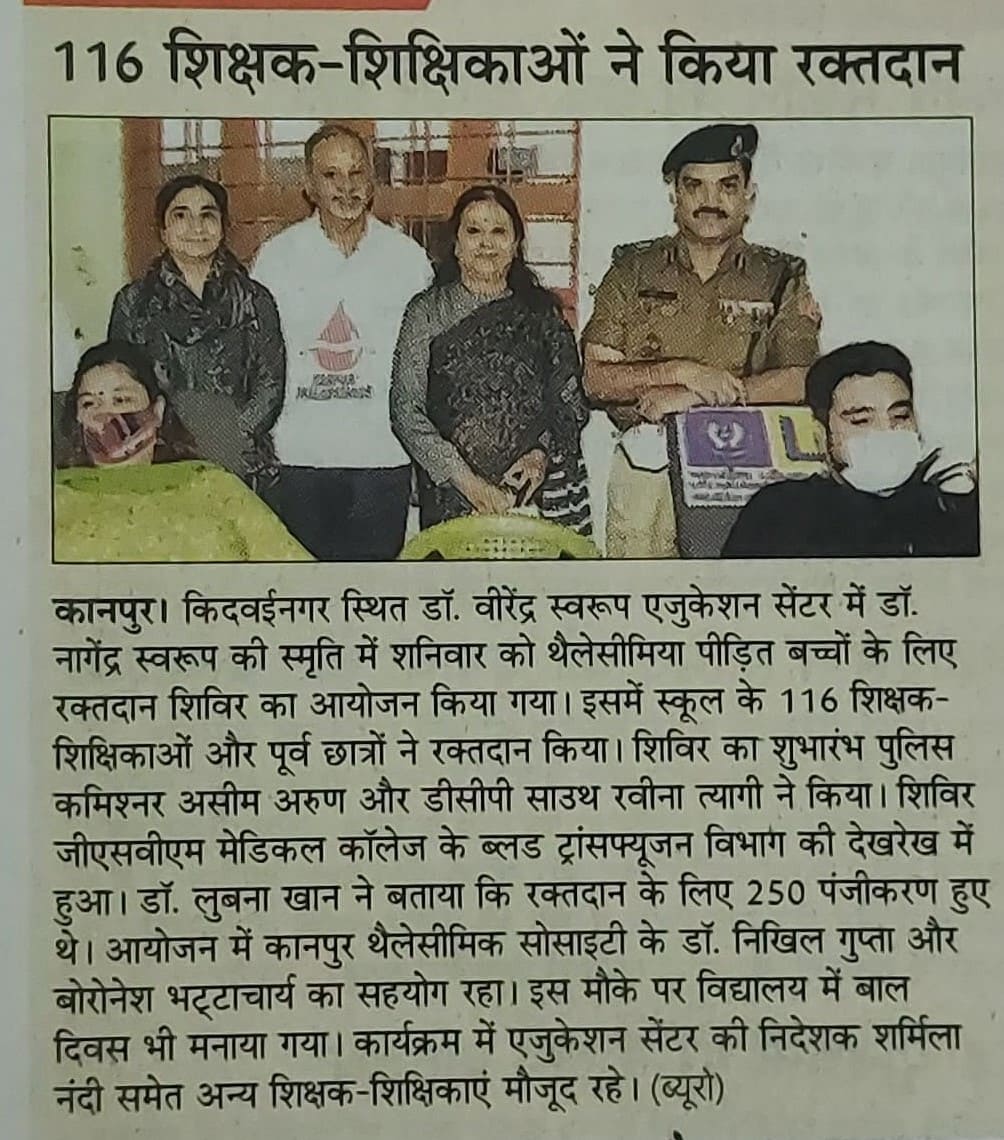 116 शिक्षक-शिक्षिकाओं ने किया रक्तदान
कानपुर। किदवईनगर स्थित डॉ. वीरेंद्र स्वरूप एजुकेशन सेंटर में डॉ.
नागेंद्र स्वरूप की स्मृति में शनिवार को थैलेसीमिया पीड़ित बच्चों के लिए
रक्तदान शिविर का आयोजन किया गया। इसमें स्कूल के 116 शिक्षक-
शिक्षिकाओं और पूर्व छात्रों ने रक्तदान किया। शिविर का शुभारंभ पुलिस
कमिश्नर असीम अरुण और डीसीपी साउथ रवीना त्यागी ने किया। शिविर
जीएसवीएम मेडिकल कॉलेज के ब्लड ट्रांसफ्यूजन विभाग की देखरेख में
हुआ। डॉ. लुबना खान ने बताया कि रक्तदान के लिए 250 पंजीकरण हुए
थे। आयोजन में कानपुर थैलेसीमिक सोसाइटी के डॉ. निखिल गुप्ता और
बोरोनेश भट्टाचार्य का सहयोग रहा। इस मौके पर विद्यालय में बाल
दिवस भी मनाया गया। कार्यक्रम में एजुकेशन सेंटर की निदेशक शर्मिला
नंदी समेत अन्य शिक्षक-शिक्षिकाएं मौजूद रहे। (ब्यूरो)